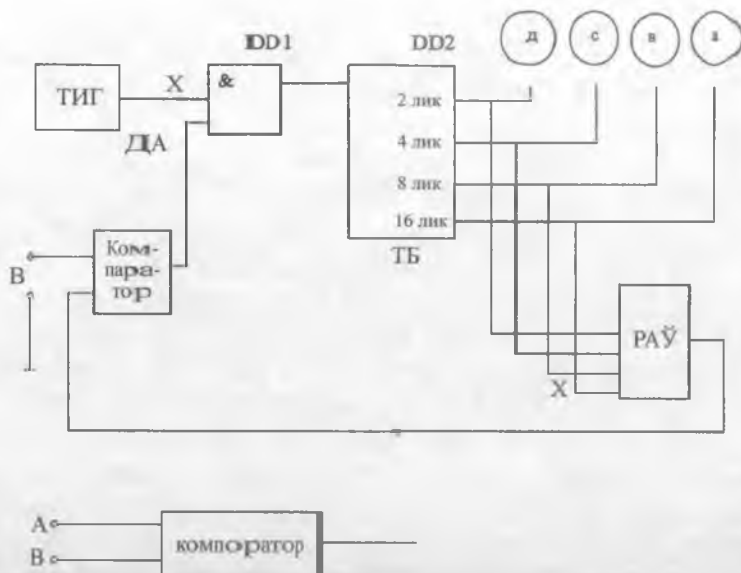 DD1
DD2
д
с
в
а
ТИГ
X
&
2 лик
ДА
4 лик
8 лик
16 лик
ТБ
В
Ком-
пара-
тор
РАЎ
X
А
В
компоратор